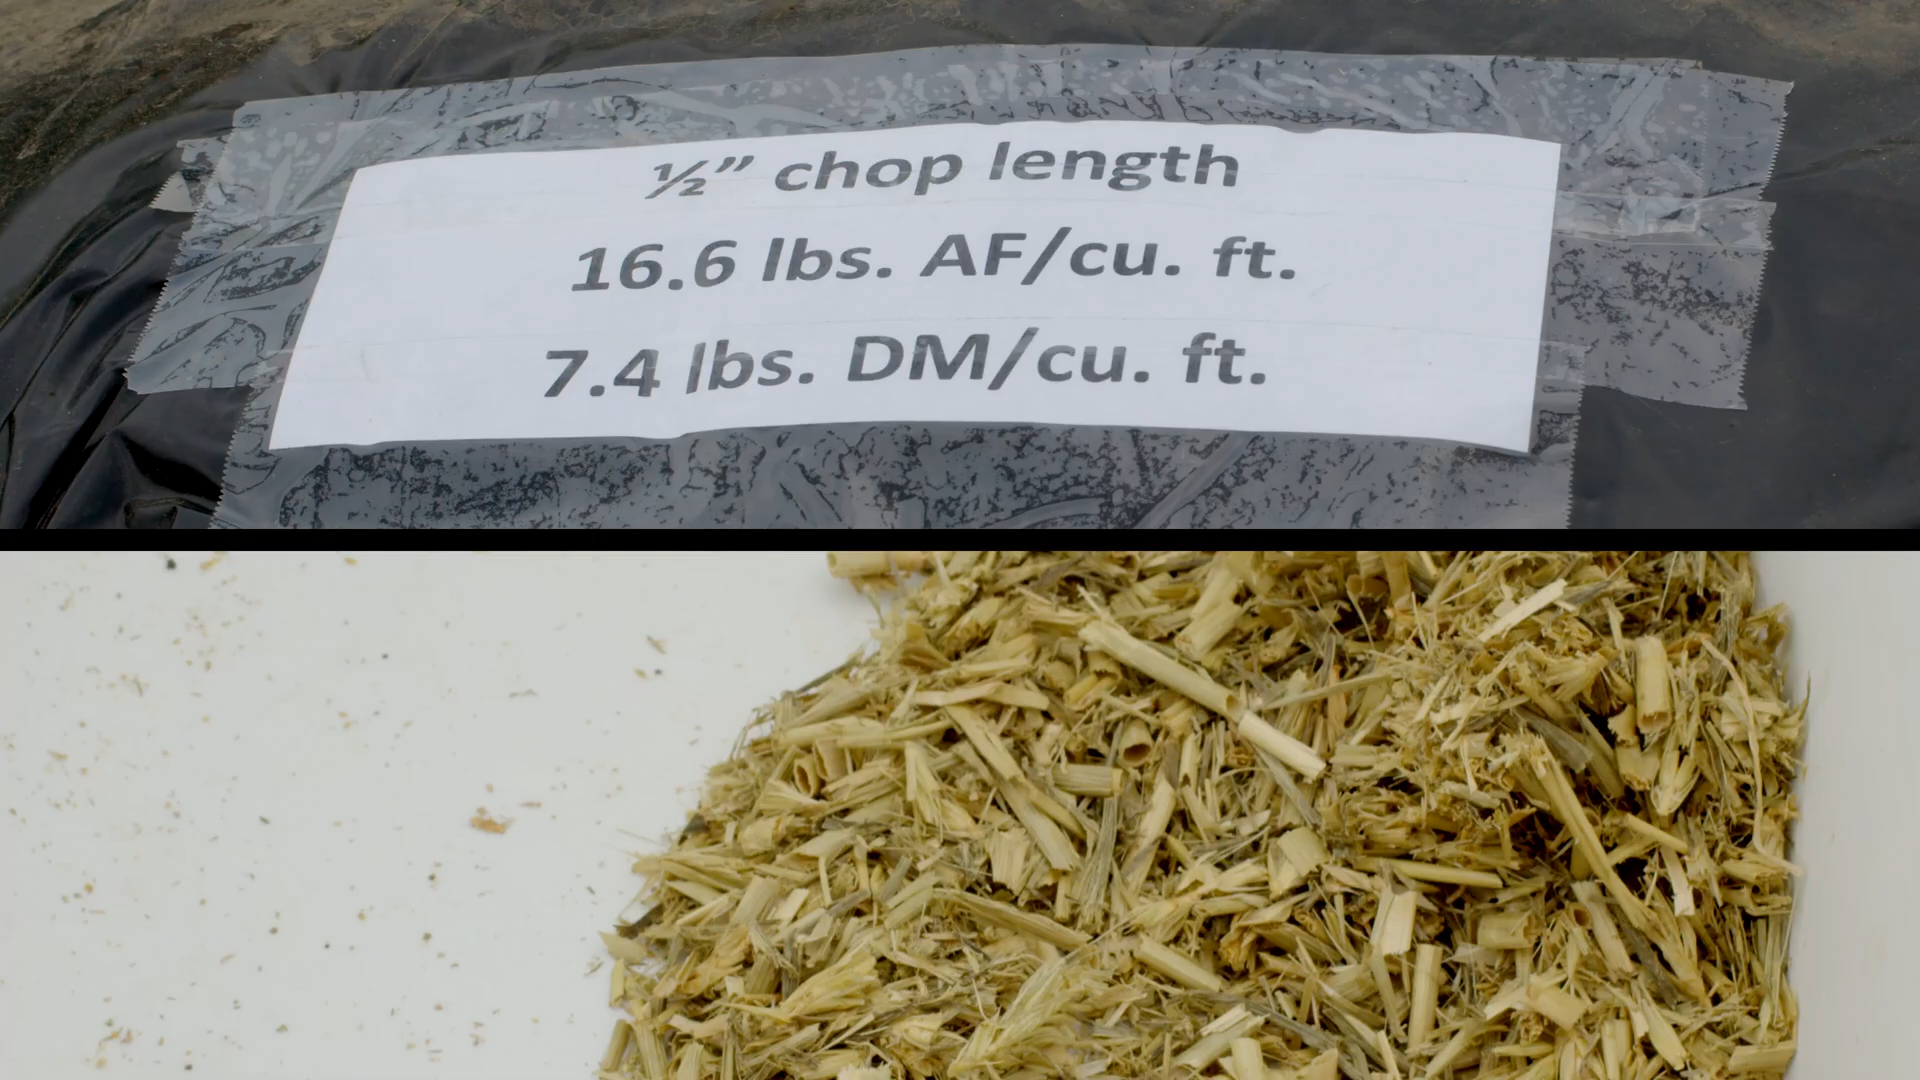 ½” chop length
16.6 lbs. AF/cu. ft.
7.4 lbs. DM/cu. ft.